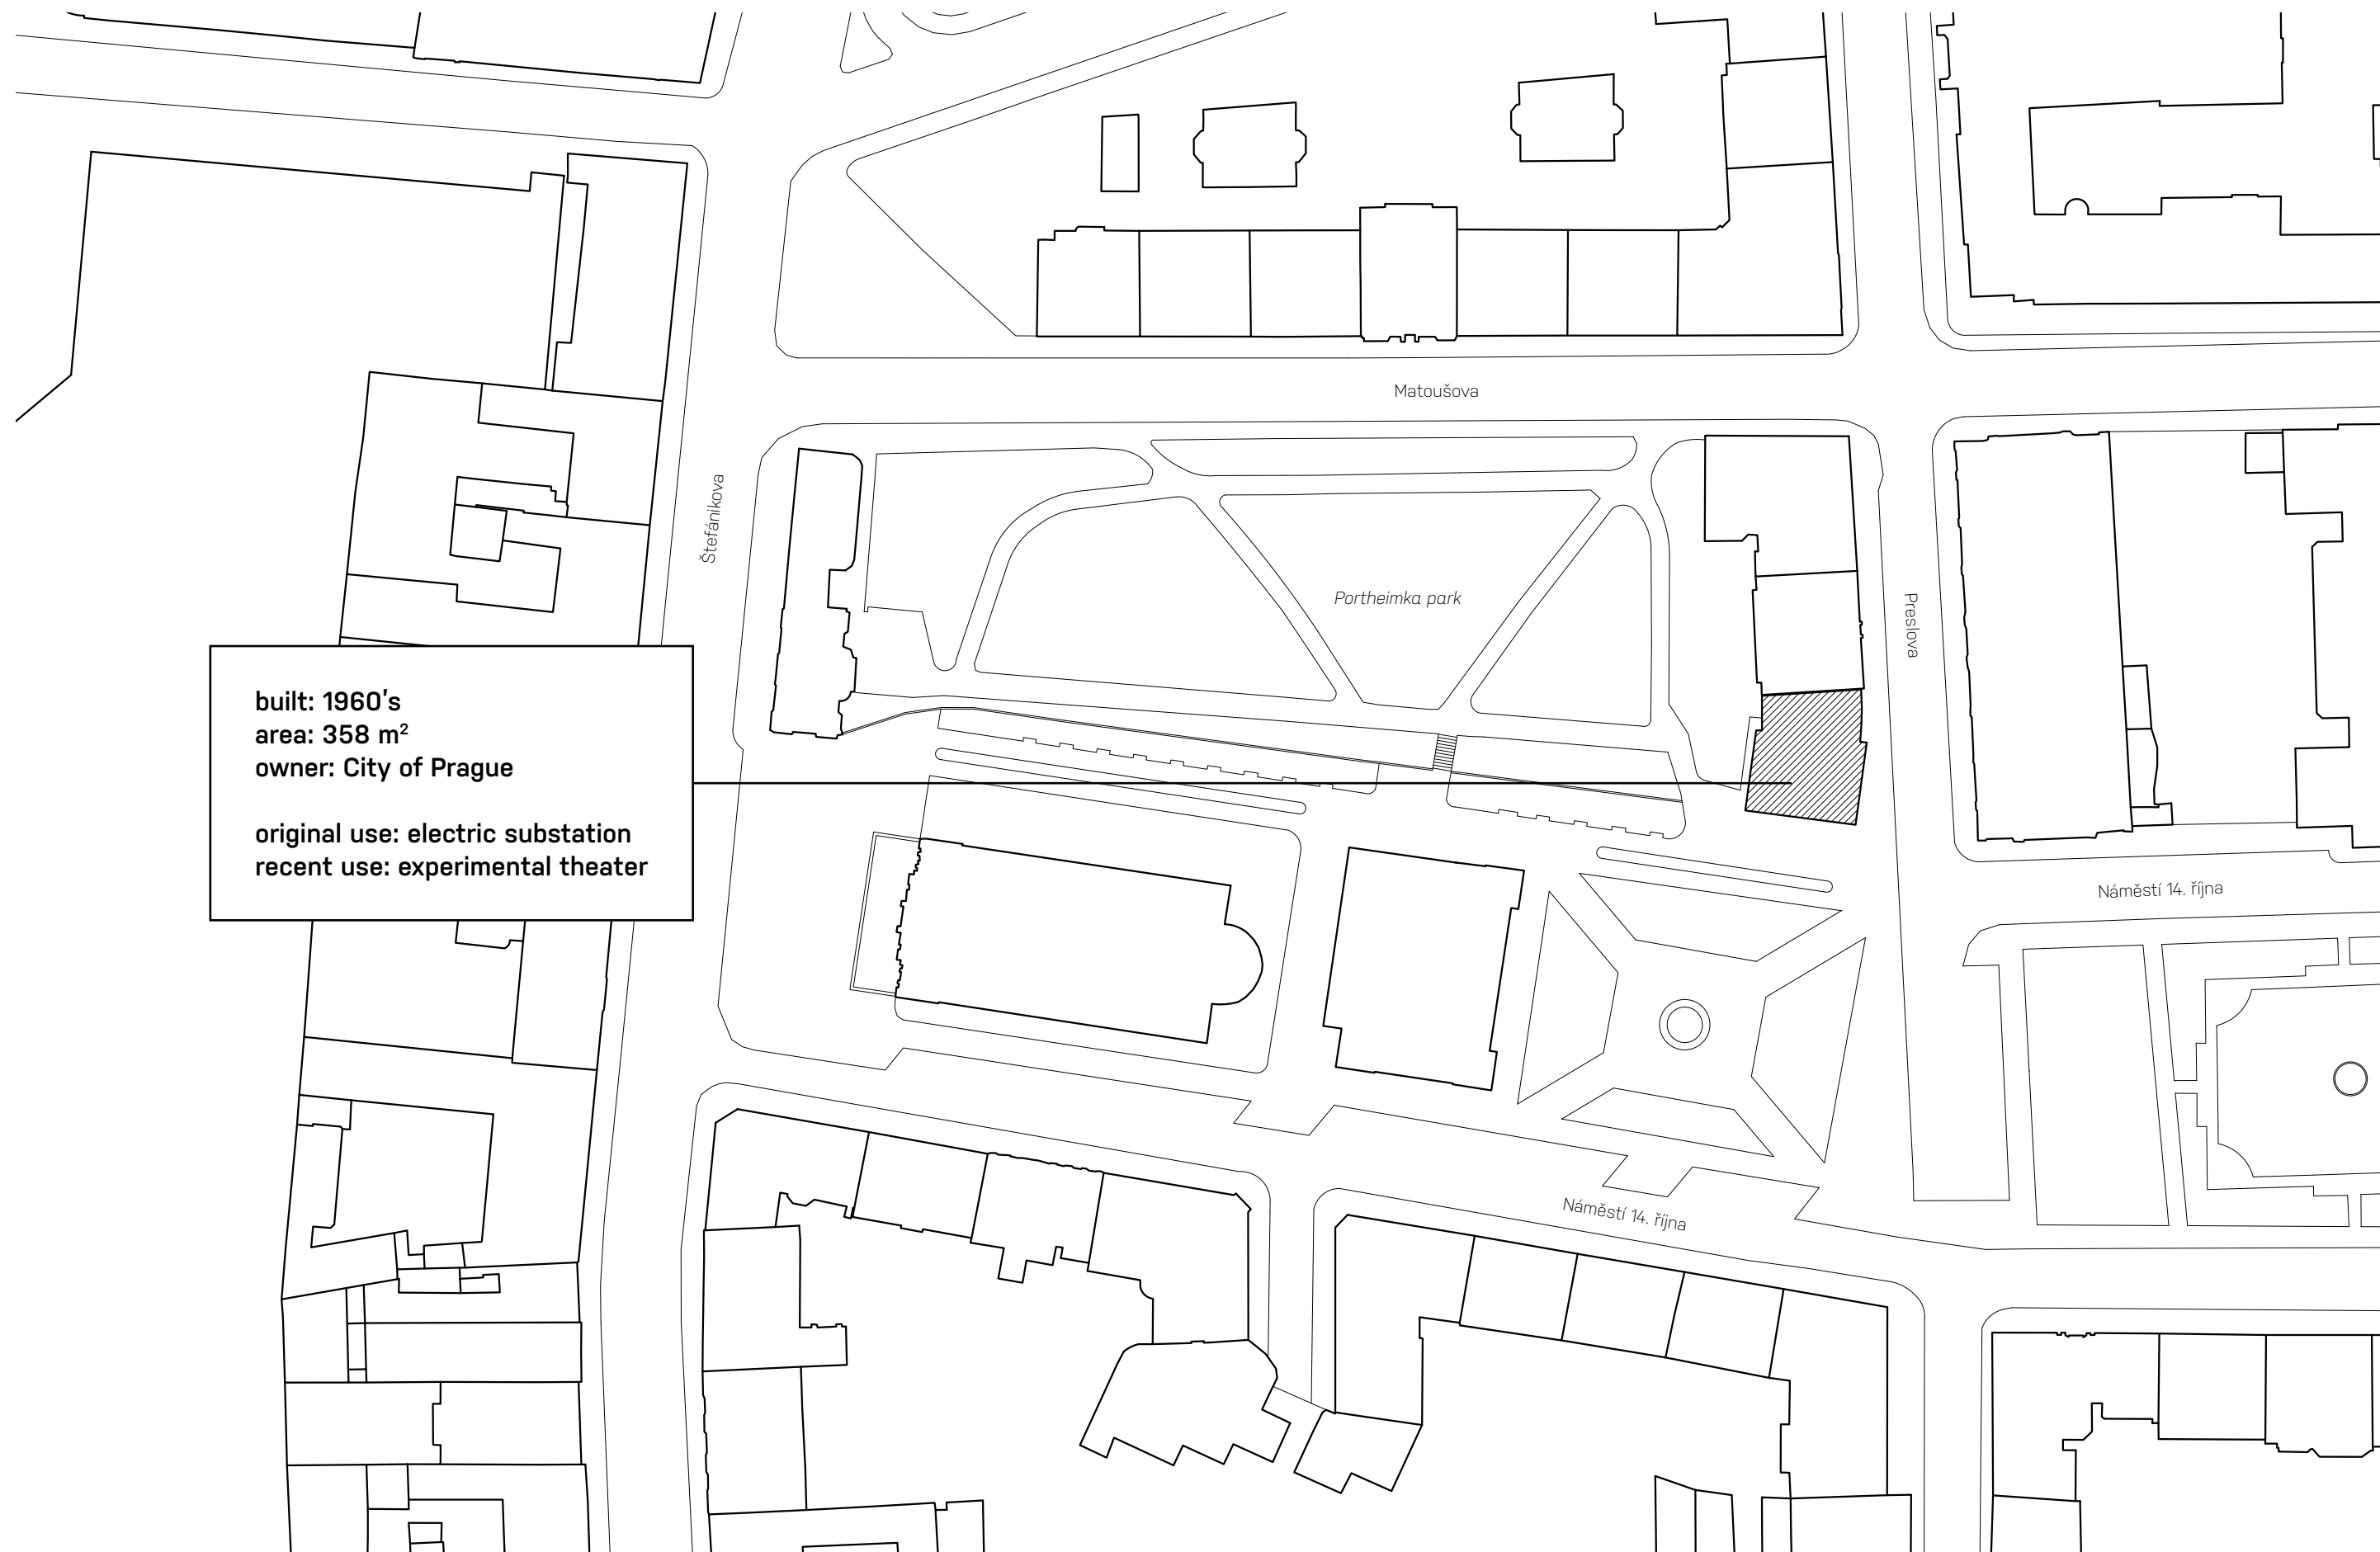 Matoušova
Štefánikova
Portheimka park
Preslova
built: 1960's
area: 358 m²
owner: City of Prague
original use: electric substation
recent use: experimental theater
Náměstí 14. října
Náměstí 14. října